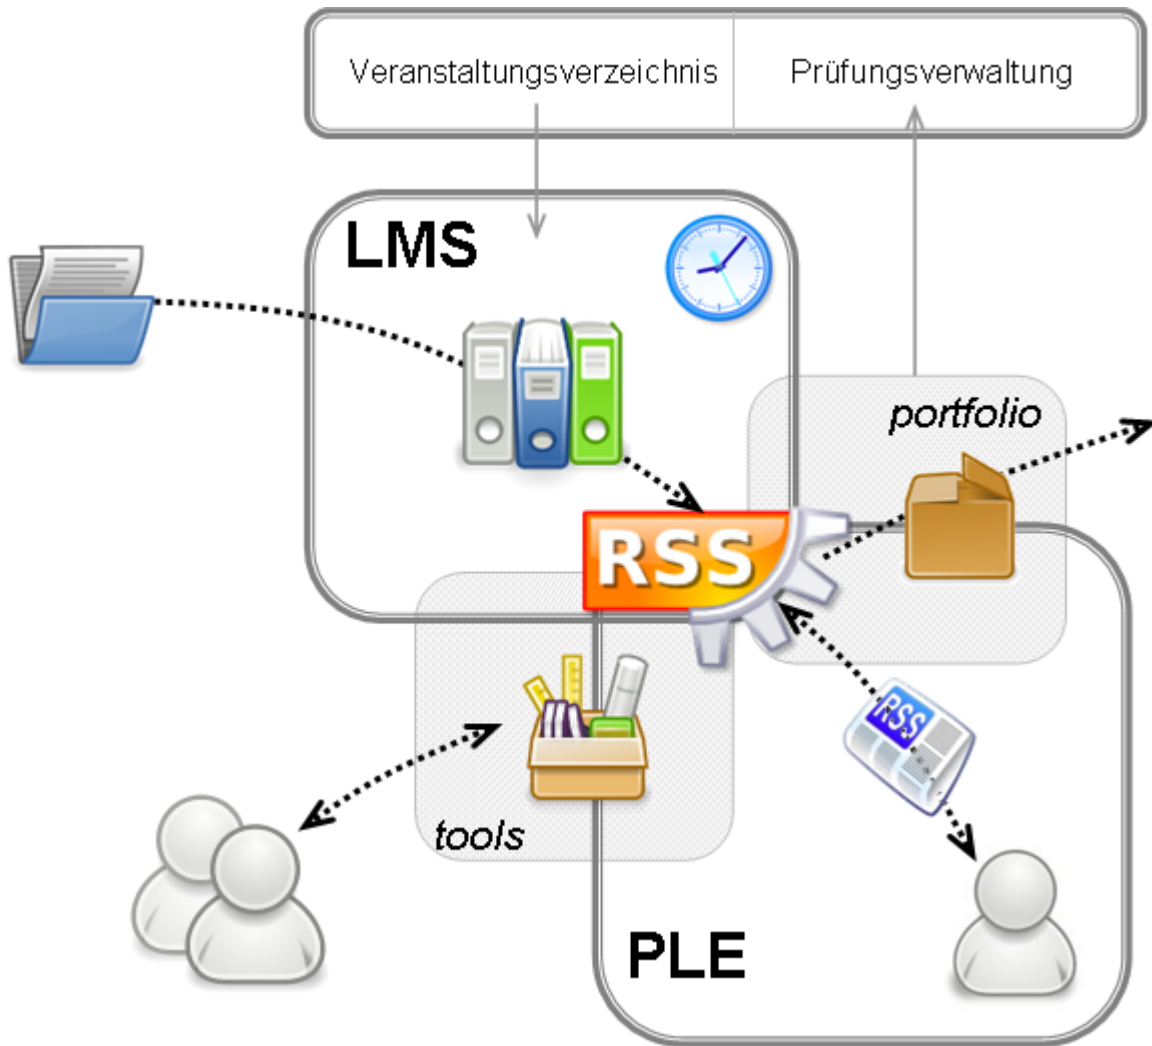 Veranstaltungsverzeichnis
Prüfungsverwaltung
LMS
portfolio
RSS
RSS
tools
PLE